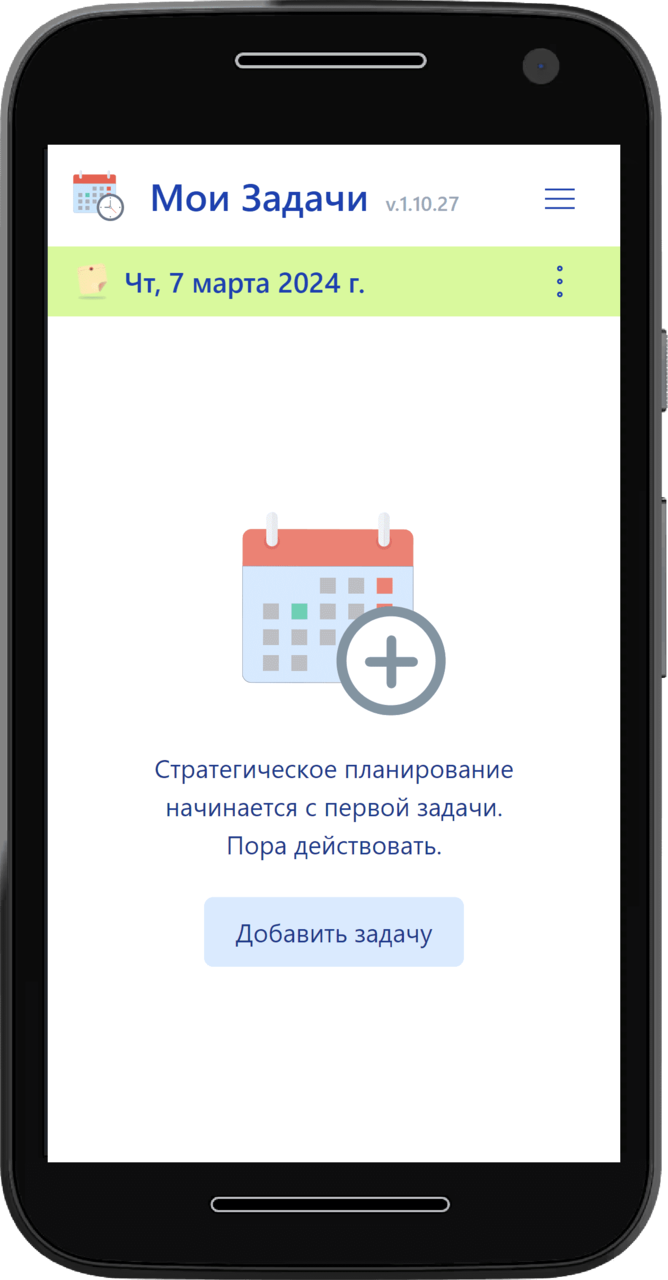 Мои Задачи v.1.10.27
Чт, 7 марта 2024 г.
Стратегическое планирование
начинается с первой задачи.
Пора действовать.
Добавить задачу